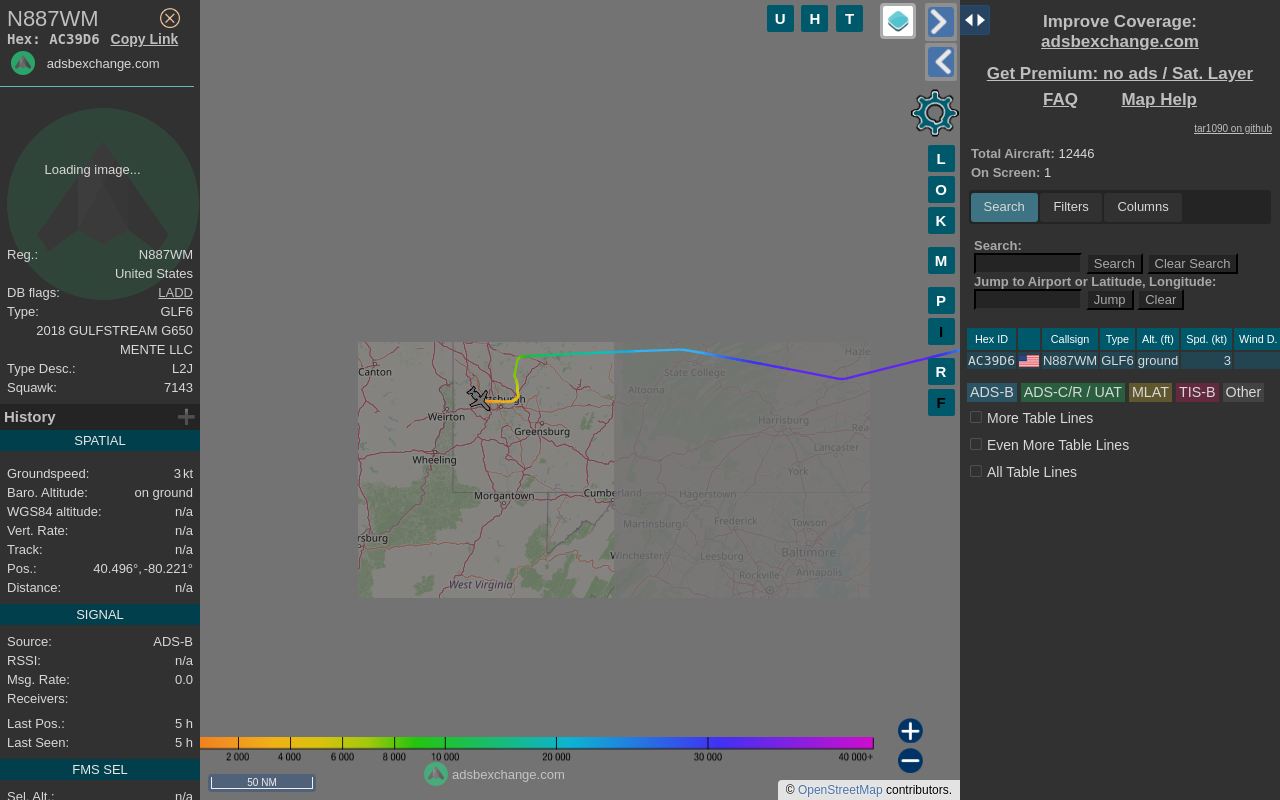 N887WM
Hex: AC39D6 Copy Link
adsbexchange.com
Loading image...
Reg.: N887WM
United States
DB flags: LADD
Type: GLF6
2018 GULFSTREAM G650
MENTE LLC
Type Desc.: L2J
Squawk: 7143
History
SPATIAL
Groundspeed: 3 kt
Baro. Altitude: on ground
WGS84 altitude: n/a
Vert. Rate: n/a
Track: n/a
Pos.: 40.496°, -80.221°
Distance: n/a
SIGNAL
Source: ADS-B
RSSI: n/a
Msg. Rate: 0.0
Receivers:
Last Pos.: 5 h
Last Seen: 5 h
FMS SEL
Sel. Alt.: n/a
U H T
L
O
K
M
P
I
R
F
Canton
Weirton
Greensburg
Wheeling
Morgantown
Cumberland
rsburg
West Virginia
State College
Altoona
Harrisburg
Lancaster
York
Hagerstown
Martinsburg
Frederick
Towson
Winchester
Leesburg
Baltimore
Rockville
Annapolis
2 000 4 000 6 000 8 000 10 000 20 000 30 000 40 000+
50 NM
adsbexchange.com
© OpenStreetMap contributors.
Improve Coverage:
adsbexchange.com
Get Premium: no ads / Sat. Layer
FAQ Map Help
tar1090 on github
Total Aircraft: 12446
On Screen: 1
Search Filters Columns
Search:
Search Clear Search
Jump to Airport or Latitude, Longitude:
Jump Clear
Hex ID Callsign Type Alt. (ft) Spd. (kt) Wind D.
AC39D6 N887WM GLF6 ground 3
ADS-B ADS-C/R / UAT MLAT TIS-B Other
More Table Lines
Even More Table Lines
All Table Lines